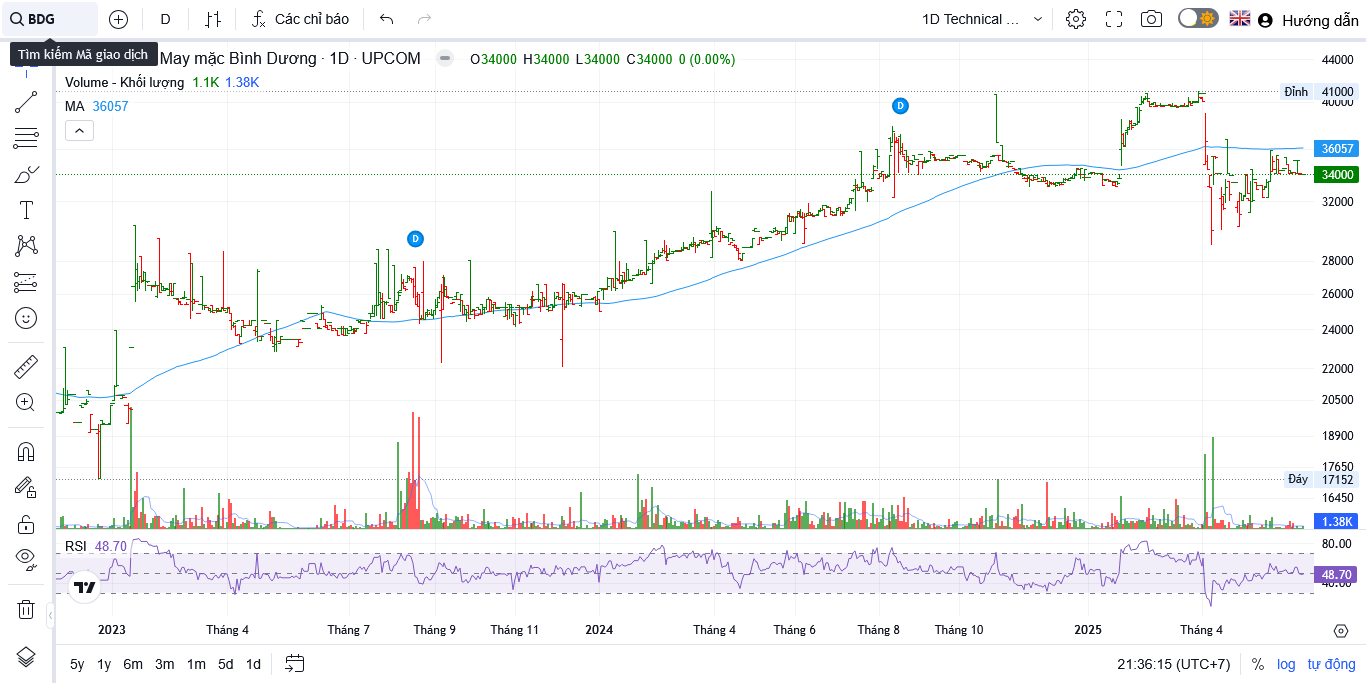 BDG
D
Các chỉ báo
1D Technical ...
Hướng dẫn
Tìm kiếm Mã giao dịch
May mặc Bình Dương · 1D · UPCOM
O34000 H34000 L34000 C34000 0 (0.00%)
Volume - Khối lượng 1.1K 1.38K
MA 36057
D
D
44000
Đỉnh 41000
40000
36057
34000
32000
28000
26000
24000
22000
20500
18900
17650
Đáy 17152
16450
1.38K
RSI 48.70
80.00
48.70
40.00
2023
Tháng 4
Tháng 7
Tháng 9
Tháng 11
2024
Tháng 4
Tháng 6
Tháng 8
Tháng 10
2025
Tháng 4
5y 1y 6m 3m 1m 5d 1d
21:36:15 (UTC+7)
% log tự động